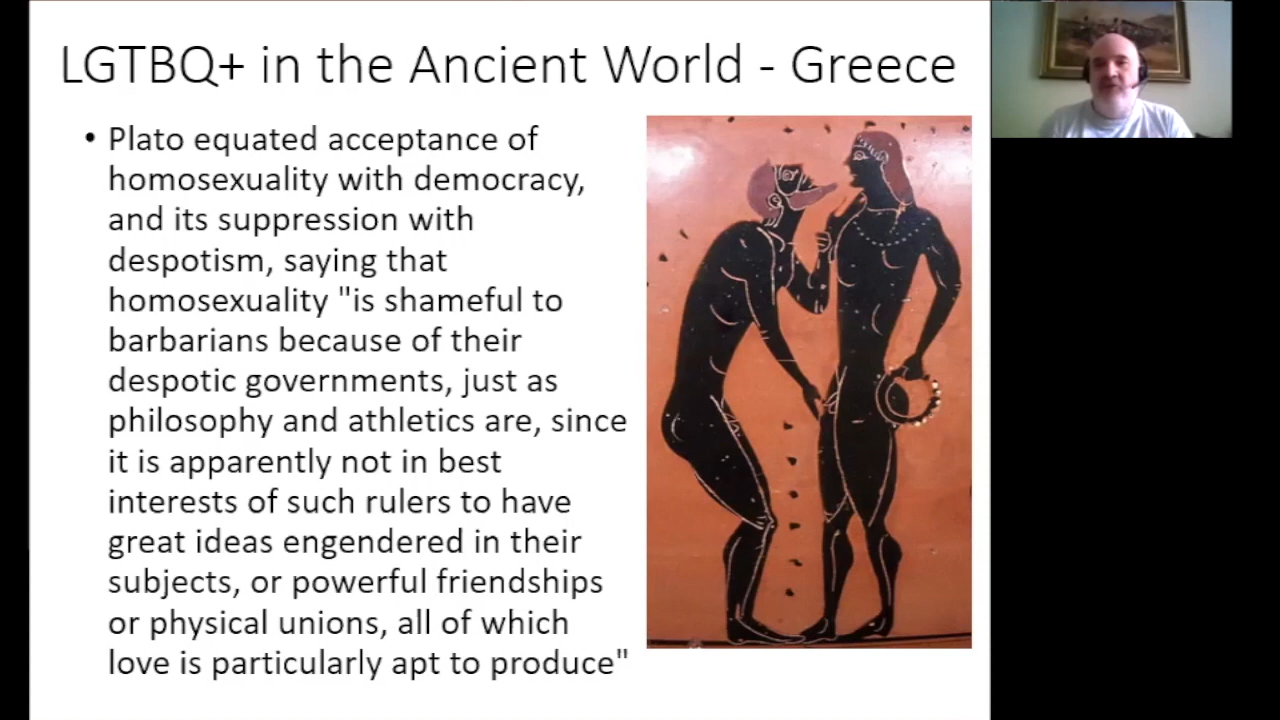 LGTBQ+ in the Ancient World - Greece
• Plato equated acceptance of
homosexuality with democracy,
and its suppression with
despotism, saying that
homosexuality "is shameful to
barbarians because of their
despotic governments, just as
philosophy and athletics are, since
it is apparently not in best
interests of such rulers to have
great ideas engendered in their
subjects, or powerful friendships
or physical unions, all of which
love is particularly apt to produce"